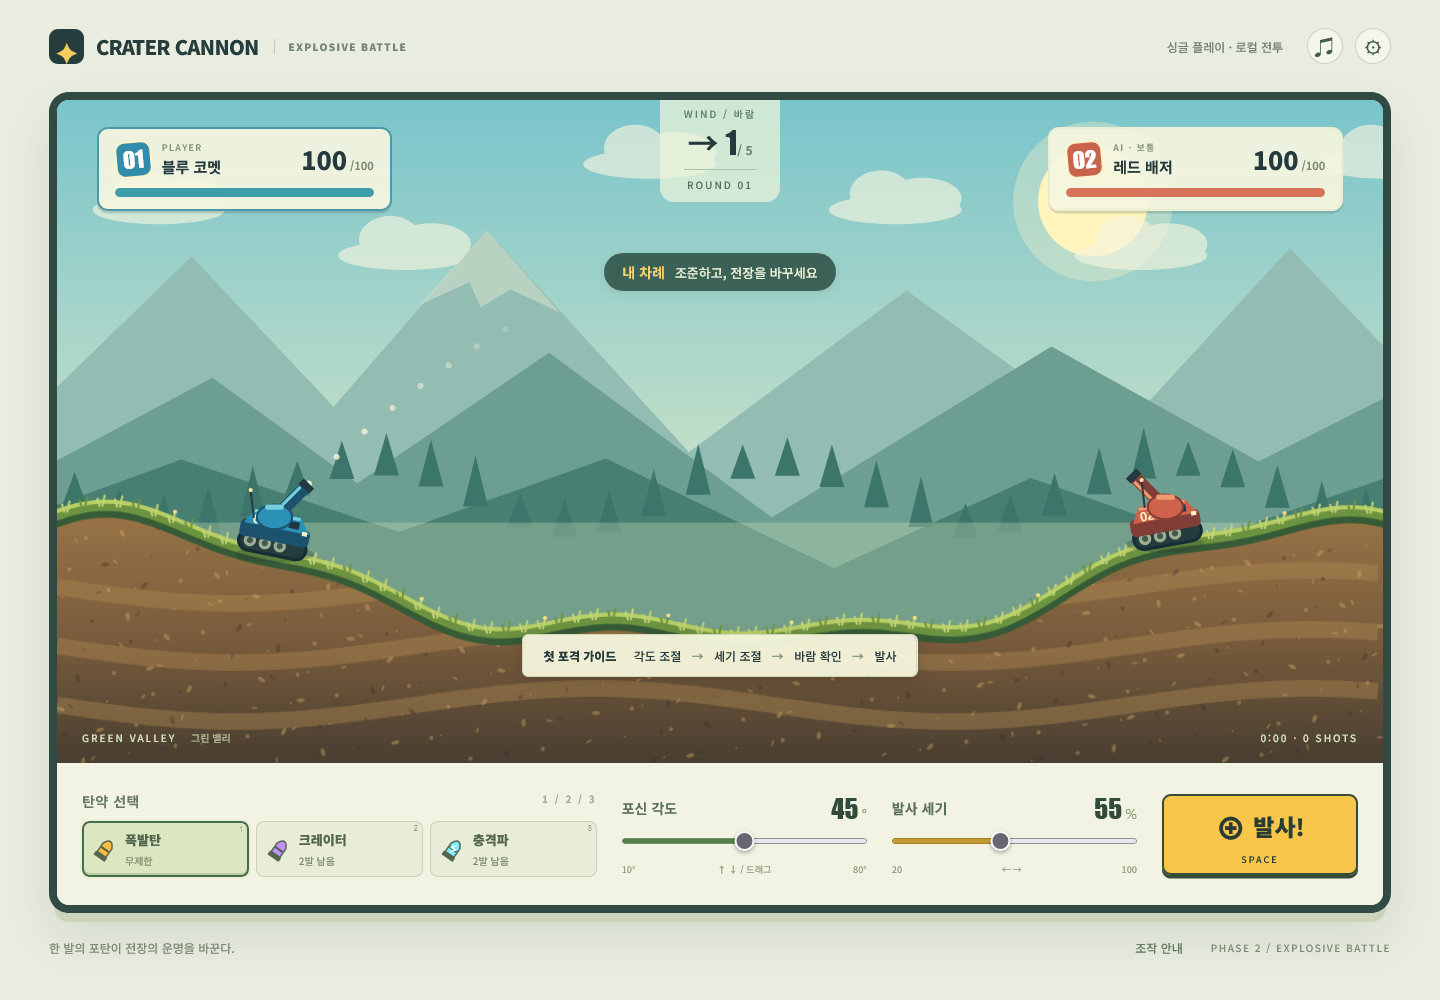 CRATER CANNON EXPLOSIVE BATTLE
싱글 플레이 · 로컬 전투
01 PLAYER
블루 코멧 100 /100
WIND / 바람
→ 1 / 5
ROUND 01
02 AI · 보통
레드 배저 100 /100
내 차례 조준하고, 전장을 바꾸세요
첫 포격 가이드 각도 조절 → 세기 조절 → 바람 확인 → 발사
GREEN VALLEY 그린 밸리
0:00 · 0 SHOTS
탄약 선택 1 / 2 / 3
폭발탄 1
무제한
크레이터 2
2발 남음
충격파 3
2발 남음
포신 각도 45 °
10° ↑ ↓ / 드래그 80°
발사 세기 55 %
20 ←→ 100
발사!
SPACE
한 발의 포탄이 전장의 운명을 바꾼다.
조작 안내 PHASE 2 / EXPLOSIVE BATTLE